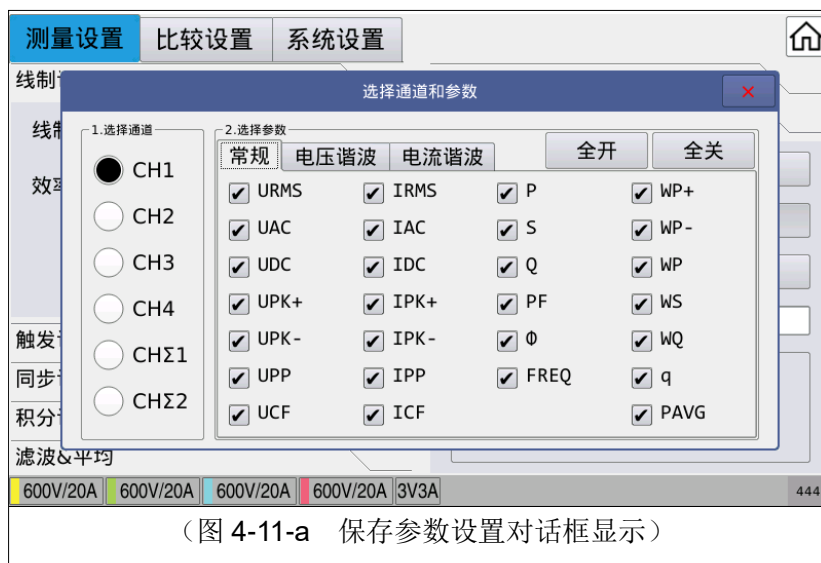 测量设置 比较设置 系统设置
线制
选择通道和参数
线制
效率
1.选择通道
CH1
CH2
CH3
CH4
CHΣ1
CHΣ2
2.选择参数
常规 电压谐波 电流谐波 全开 全关
URMS IRMS P WP+
UAC IAC S WP-
UDC IDC Q WP
UPK+ IPK+ PF WS
UPK- IPK- Φ WQ
UPP IPP FREQ q
UCF ICF PAVG
触发
同步
积分
滤波&平均
600V/20A 600V/20A 600V/20A 600V/20A 3V3A 444
（图 4-11-a 保存参数设置对话框显示）